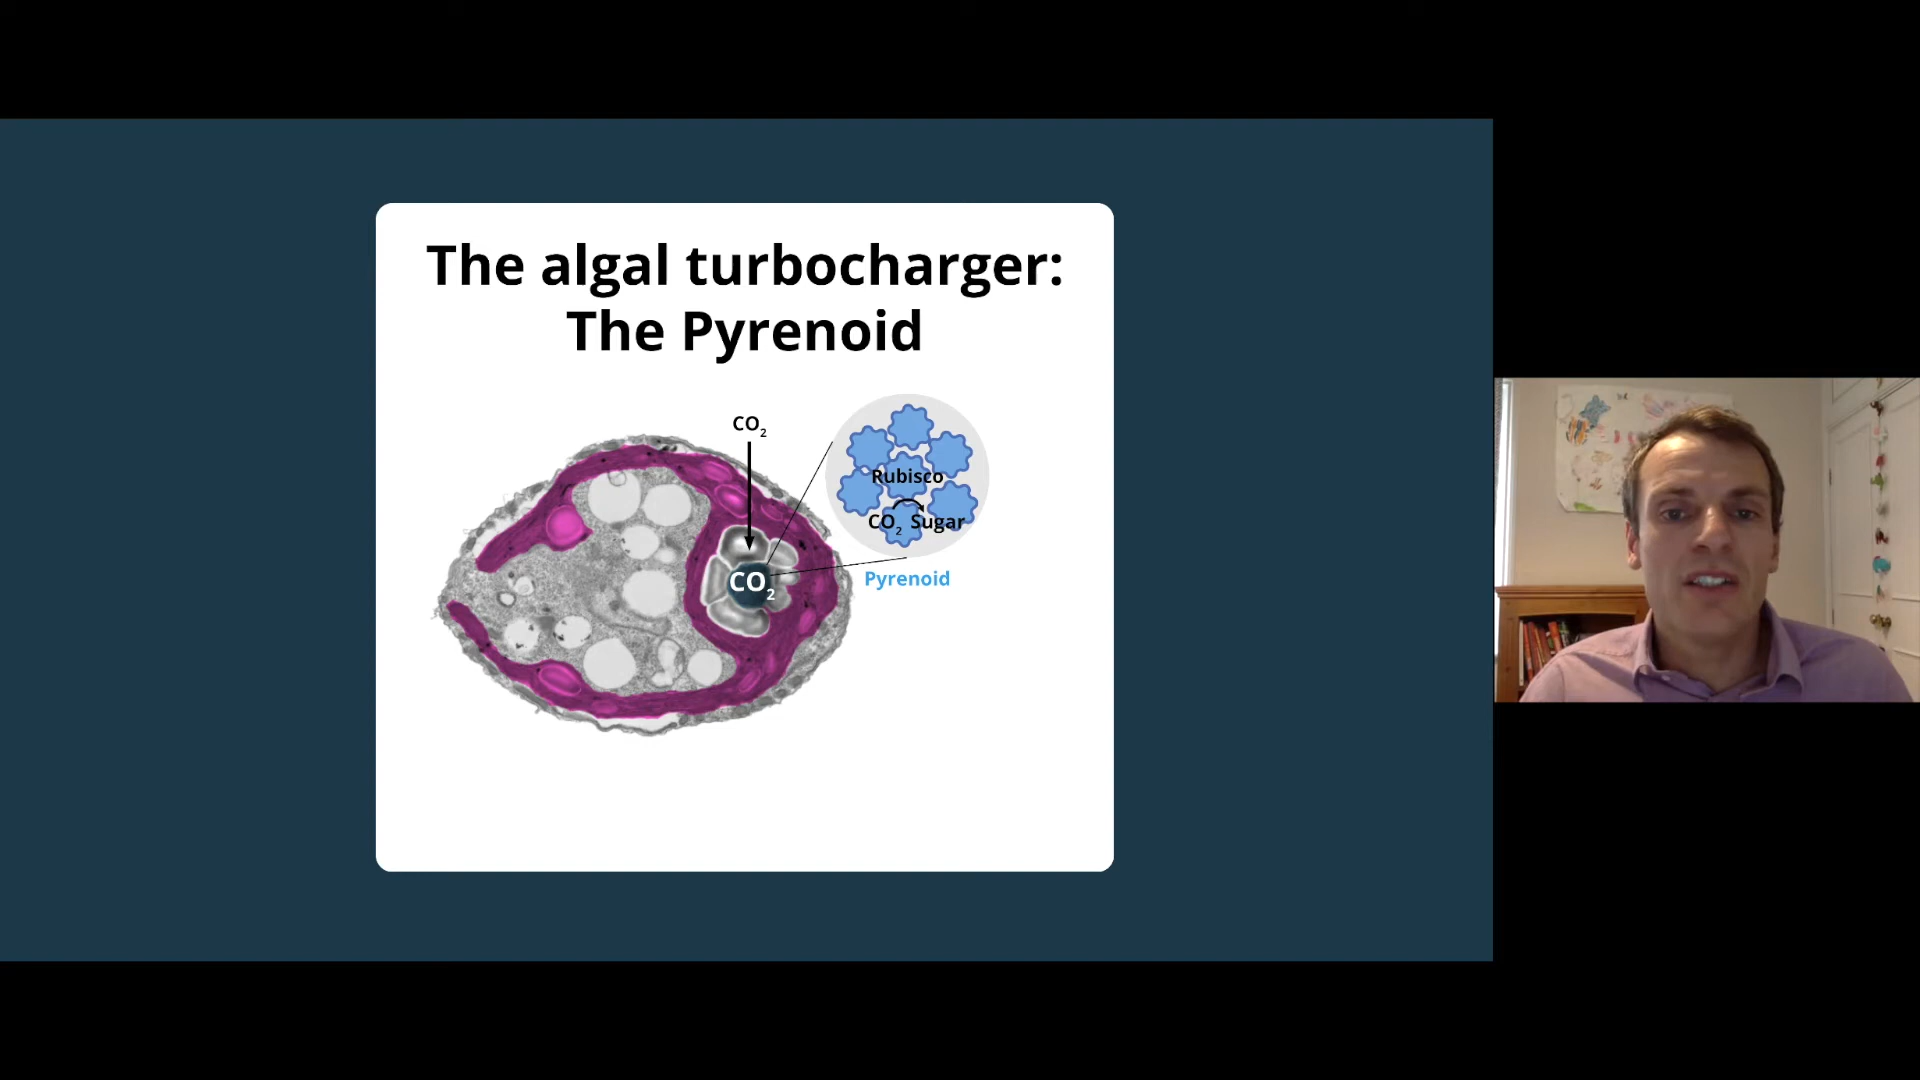 The algal turbocharger:
The Pyrenoid
CO₂
Rubisco
CO₂ Sugar
CO₂
Pyrenoid